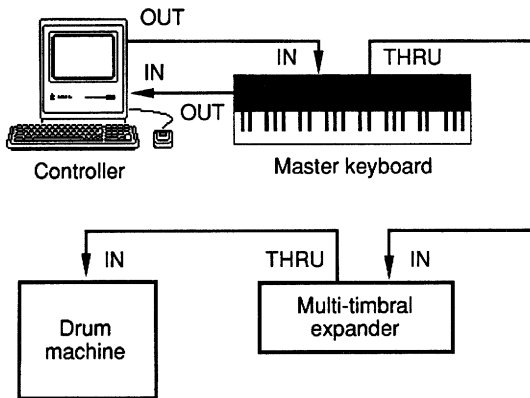 OUT
IN
THRU
IN
OUT
Controller
Master keyboard
IN
THRU
IN
Drum
machine
Multi-timbral
expander